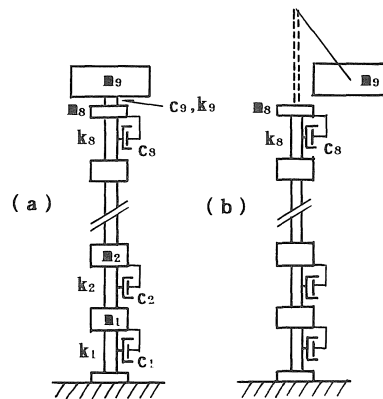 m₉
m₈
C₉,k₉
k₈
C₈
(a)
m₂
k₂
C₂
m₁
k₁
C₁
m₉
m₈
k₈
C₈
(b)